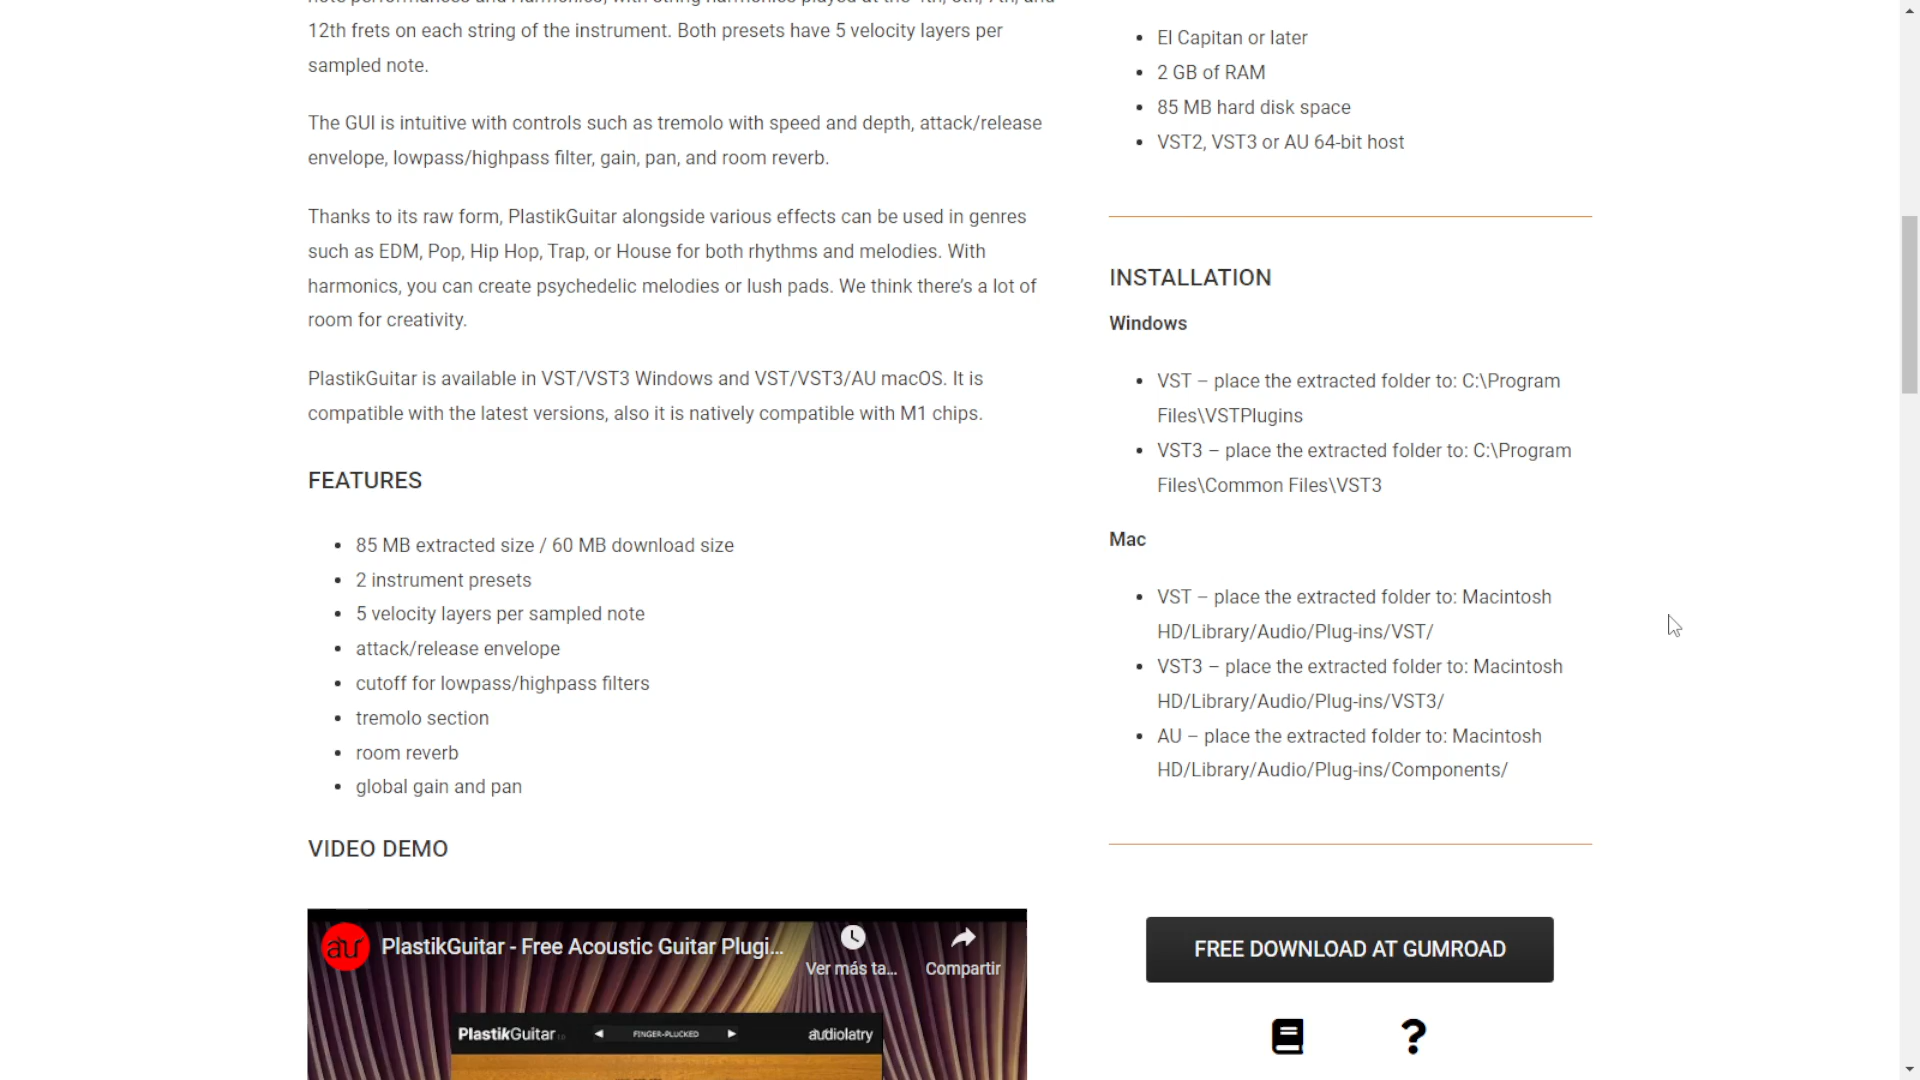 12th frets on each string of the instrument. Both presets have 5 velocity layers per
sampled note.
The GUI is intuitive with controls such as tremolo with speed and depth, attack/release
envelope, lowpass/highpass filter, gain, pan, and room reverb.
Thanks to its raw form, PlastikGuitar alongside various effects can be used in genres
such as EDM, Pop, Hip Hop, Trap, or House for both rhythms and melodies. With
harmonics, you can create psychedelic melodies or lush pads. We think there’s a lot of
room for creativity.
PlastikGuitar is available in VST/VST3 Windows and VST/VST3/AU macOS. It is
compatible with the latest versions, also it is natively compatible with M1 chips.
FEATURES
• 85 MB extracted size / 60 MB download size
• 2 instrument presets
• 5 velocity layers per sampled note
• attack/release envelope
• cutoff for lowpass/highpass filters
• tremolo section
• room reverb
• global gain and pan
VIDEO DEMO
aur
PlastikGuitar - Free Acoustic Guitar Plugi...
Ver más ta...
Compartir
PlastikGuitar
FINGER-PLUCKED
audiolatry
• El Capitan or later
• 2 GB of RAM
• 85 MB hard disk space
• VST2, VST3 or AU 64-bit host
INSTALLATION
Windows
• VST – place the extracted folder to: C:\Program
Files\VSTPlugins
• VST3 – place the extracted folder to: C:\Program
Files\Common Files\VST3
Mac
• VST – place the extracted folder to: Macintosh
HD/Library/Audio/Plug-ins/VST/
• VST3 – place the extracted folder to: Macintosh
HD/Library/Audio/Plug-ins/VST3/
• AU – place the extracted folder to: Macintosh
HD/Library/Audio/Plug-ins/Components/
FREE DOWNLOAD AT GUMROAD
?